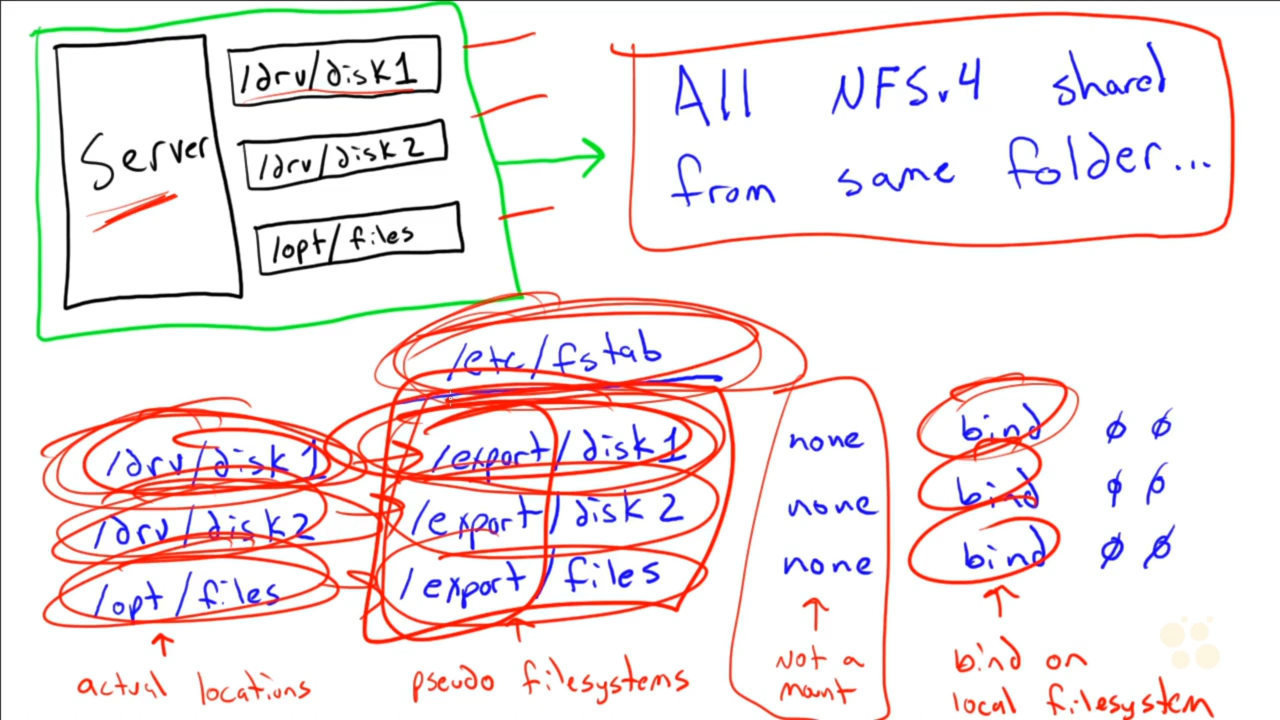 Server
/drv/disk1
/drv/disk2
/opt/files
All NFSv4 shared
from same folder...
/etc/fstab
/drv/disk1 /export/disk1 none bind 0 0
/drv/disk2 /export/disk2 none bind 0 0
/opt/files /export/files none bind 0 0
actual locations
pseudo filesystems
Not a
mount
bind on
local filesystem